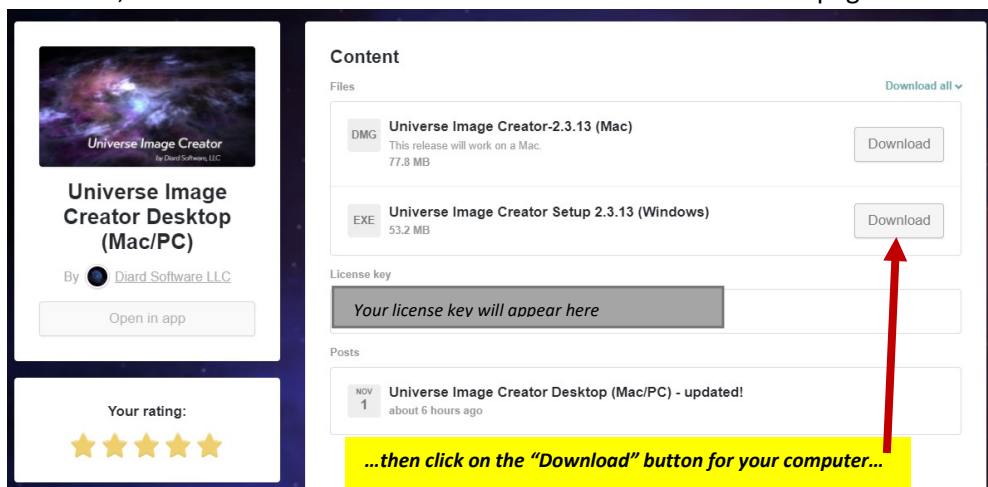 Universe Image Creator
by Diard Software, LLC
Universe Image
Creator Desktop
(Mac/PC)
By Diard Software LLC
Open in app
Your rating:
Content
Files
Download all
DMG
Universe Image Creator-2.3.13 (Mac)
This release will work on a Mac.
77.8 MB
Download
EXE
Universe Image Creator Setup 2.3.13 (Windows)
53.2 MB
Download
License key
Your license key will appear here
Posts
NOV
1
Universe Image Creator Desktop (Mac/PC) - updated!
about 6 hours ago
…then click on the “Download” button for your computer…